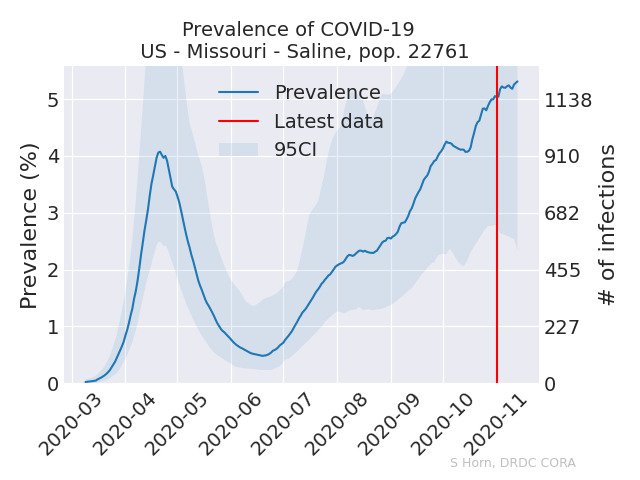 Prevalence of COVID-19
US - Missouri - Saline, pop. 22761
Prevalence
Latest data
95CI
Prevalence (%)
5
4
3
2
1
0
1138
910
682
455
227
0
# of infections
2020-03
2020-04
2020-05
2020-06
2020-07
2020-08
2020-09
2020-10
2020-11
S Horn, DRDC CORA